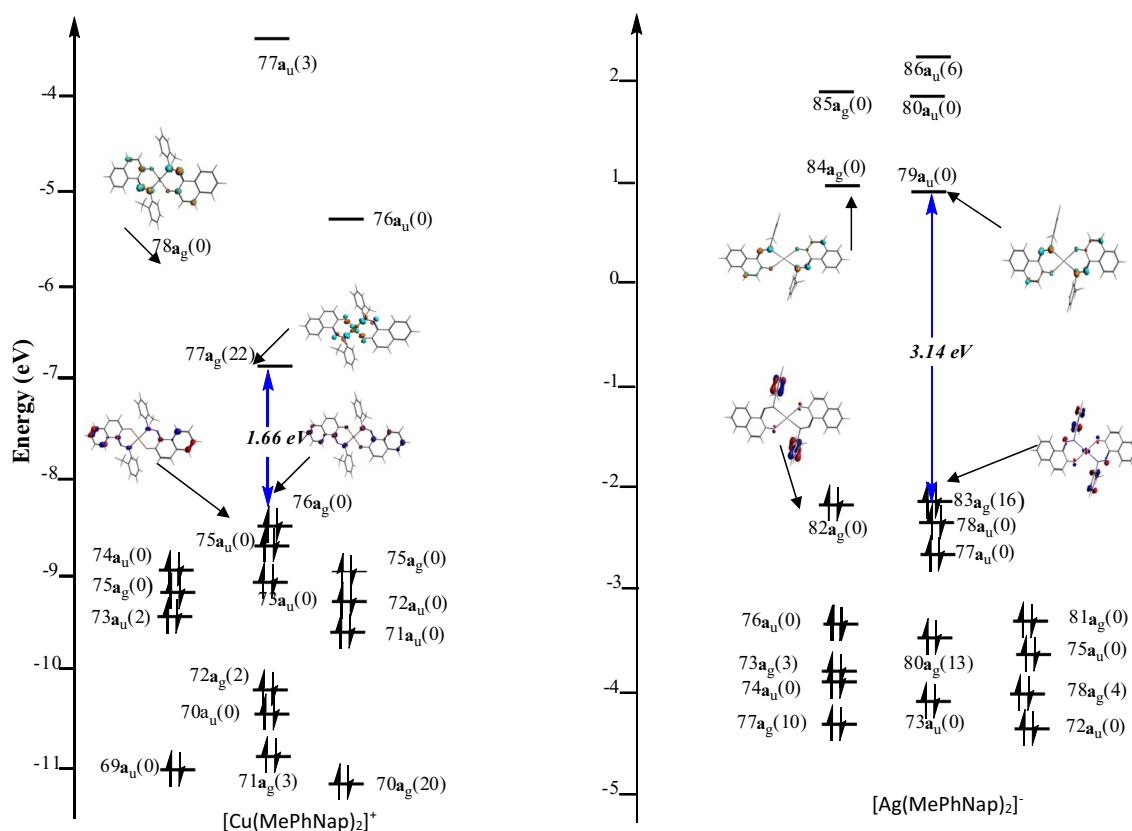 Energy (eV)
-4
-5
-6
-7
-8
-9
-10
-11
77au(3)
76au(0)
78ag(0)
77ag(22)
1.66 eV
76ag(0)
75au(0)
74au(0)
75ag(0)
75ag(0)
73au(0)
72au(0)
73au(2)
71au(0)
72ag(2)
70au(0)
69au(0)
71ag(3)
70ag(20)
[Cu(MePhNap)2]+
2
1
0
-1
-2
-3
-4
-5
86au(6)
85ag(0)
80au(0)
84ag(0)
79au(0)
3.14 eV
83ag(16)
82ag(0)
78au(0)
77au(0)
76au(0)
81ag(0)
75au(0)
73ag(3)
80ag(13)
74au(0)
78ag(4)
77ag(10)
73au(0)
72au(0)
[Ag(MePhNap)2]-